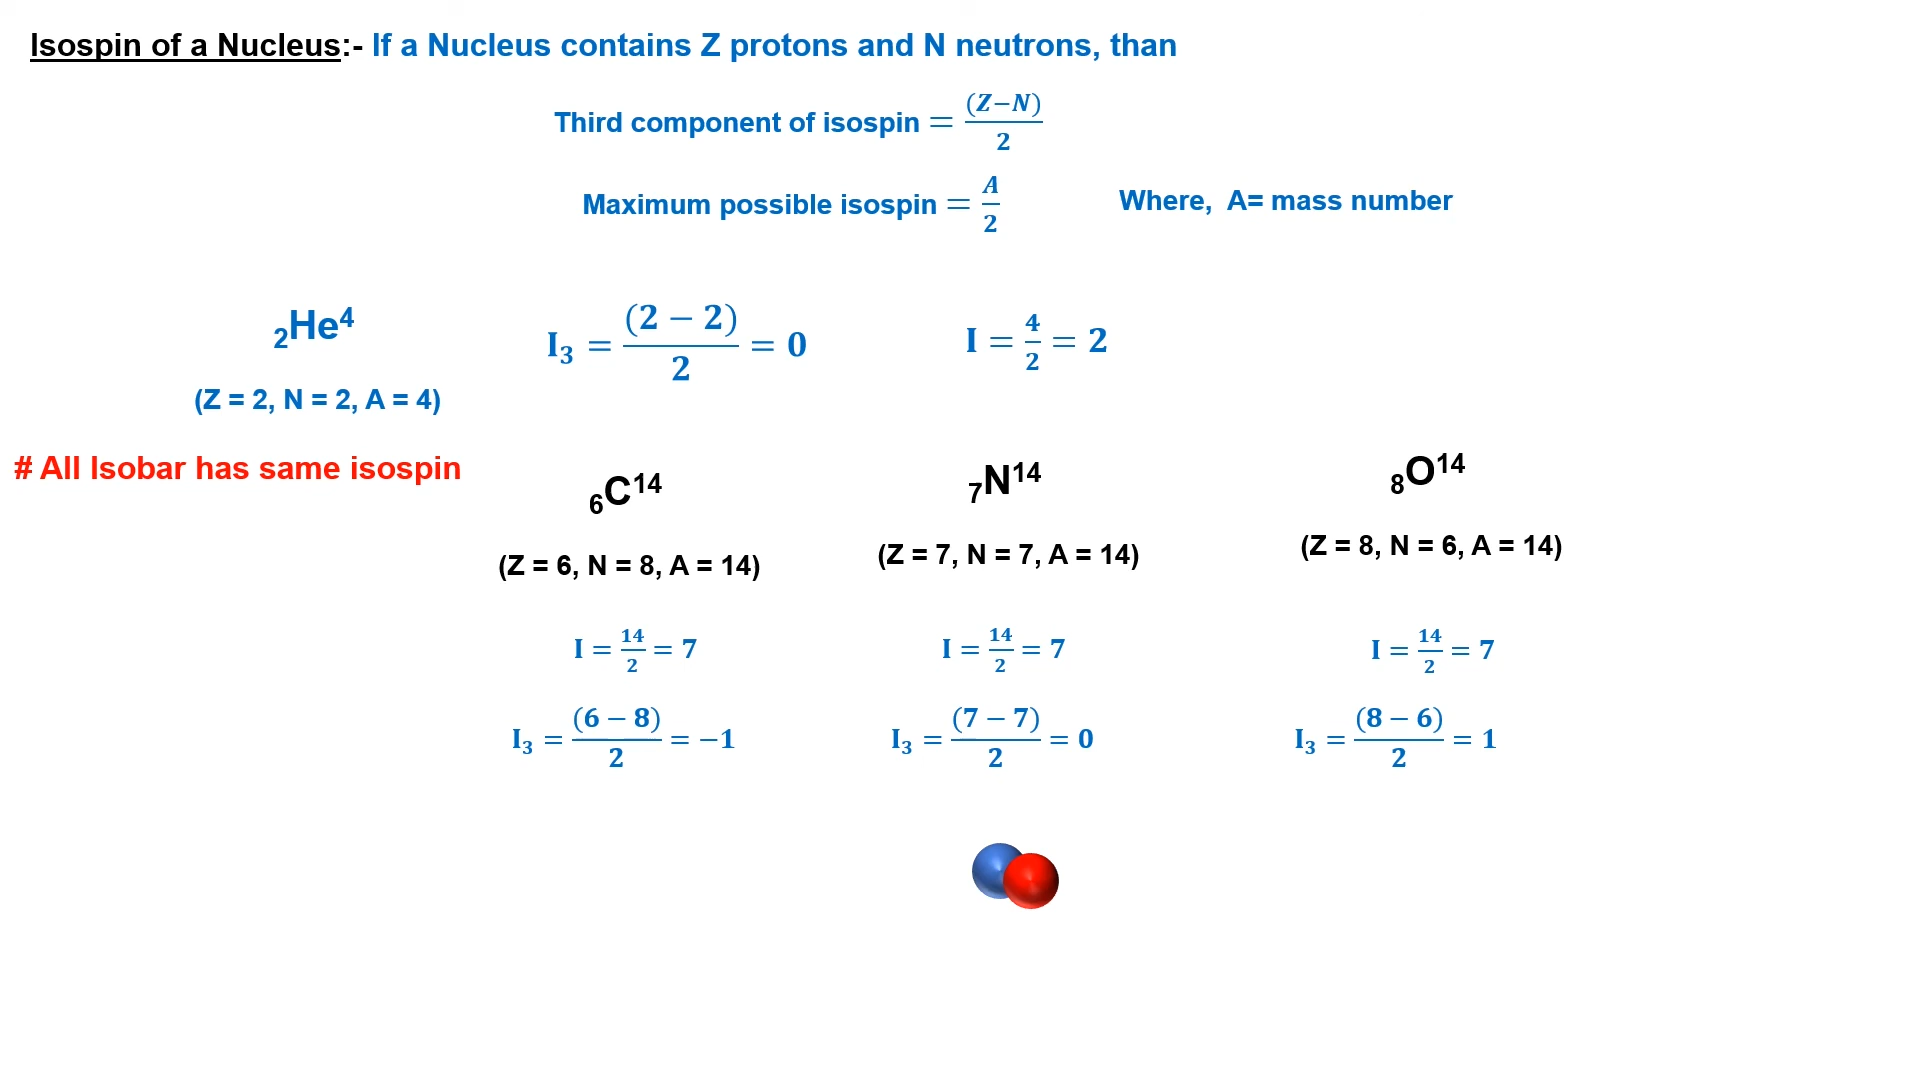 Isospin of a Nucleus:- If a Nucleus contains Z protons and N neutrons, than
Third component of isospin = (Z−N)/2
Maximum possible isospin = A/2 Where, A= mass number
₂He⁴ I₃ = (2 − 2)/2 = 0 I = 4/2 = 2
(Z = 2, N = 2, A = 4)
# All Isobar has same isospin
₆C¹⁴ ₇N¹⁴ ₈O¹⁴
(Z = 6, N = 8, A = 14) (Z = 7, N = 7, A = 14) (Z = 8, N = 6, A = 14)
I = 14/2 = 7 I = 14/2 = 7 I = 14/2 = 7
I₃ = (6 − 8)/2 = −1 I₃ = (7 − 7)/2 = 0 I₃ = (8 − 6)/2 = 1